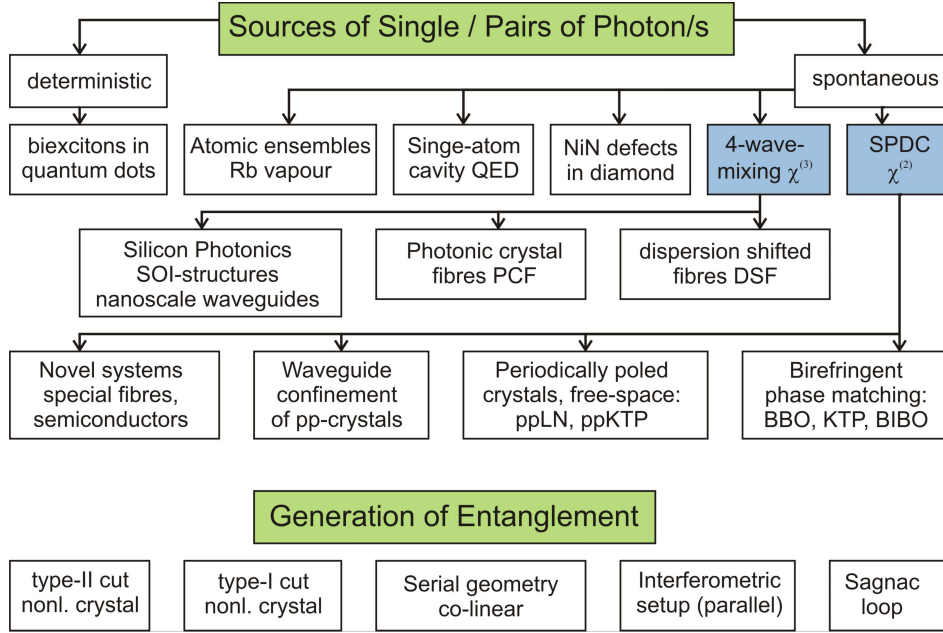 Sources of Single / Pairs of Photon/s
deterministic
spontaneous
biexcitons in
quantum dots
Atomic ensembles
Rb vapour
Singe-atom
cavity QED
NiN defects
in diamond
4-wave-
mixing χ⁽³⁾
SPDC
χ⁽²⁾
Silicon Photonics
SOI-structures
nanoscale waveguides
Photonic crystal
fibres PCF
dispersion shifted
fibres DSF
Novel systems
special fibres,
semiconductors
Waveguide
confinement
of pp-crystals
Periodically poled
crystals, free-space:
ppLN, ppKTP
Birefringent
phase matching:
BBO, KTP, BIBO
Generation of Entanglement
type-II cut
nonl. crystal
type-I cut
nonl. crystal
Serial geometry
co-linear
Interferometric
setup (parallel)
Sagnac
loop